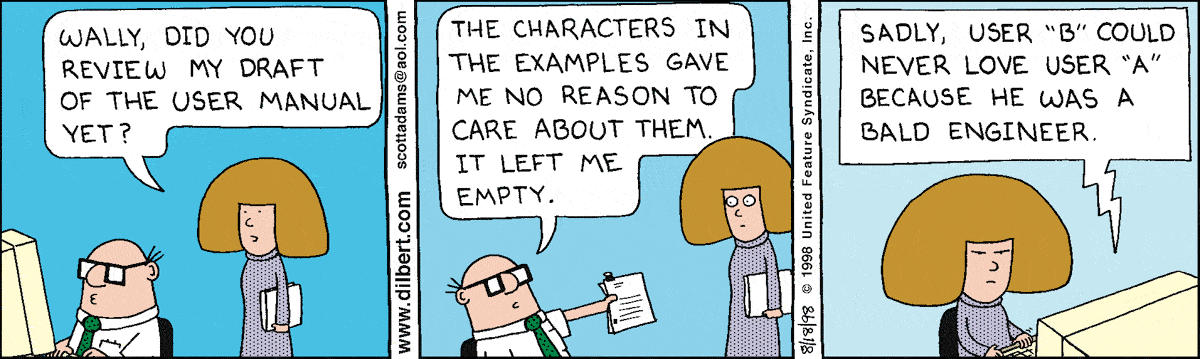 WALLY, DID YOU
REVIEW MY DRAFT
OF THE USER MANUAL
YET?
www.dilbert.com scottadams@aol.com
THE CHARACTERS IN
THE EXAMPLES GAVE
ME NO REASON TO
CARE ABOUT THEM.
IT LEFT ME
EMPTY.
8/18/98 © 1998 United Feature Syndicate, Inc.
SADLY, USER "B" COULD
NEVER LOVE USER "A"
BECAUSE HE WAS A
BALD ENGINEER.